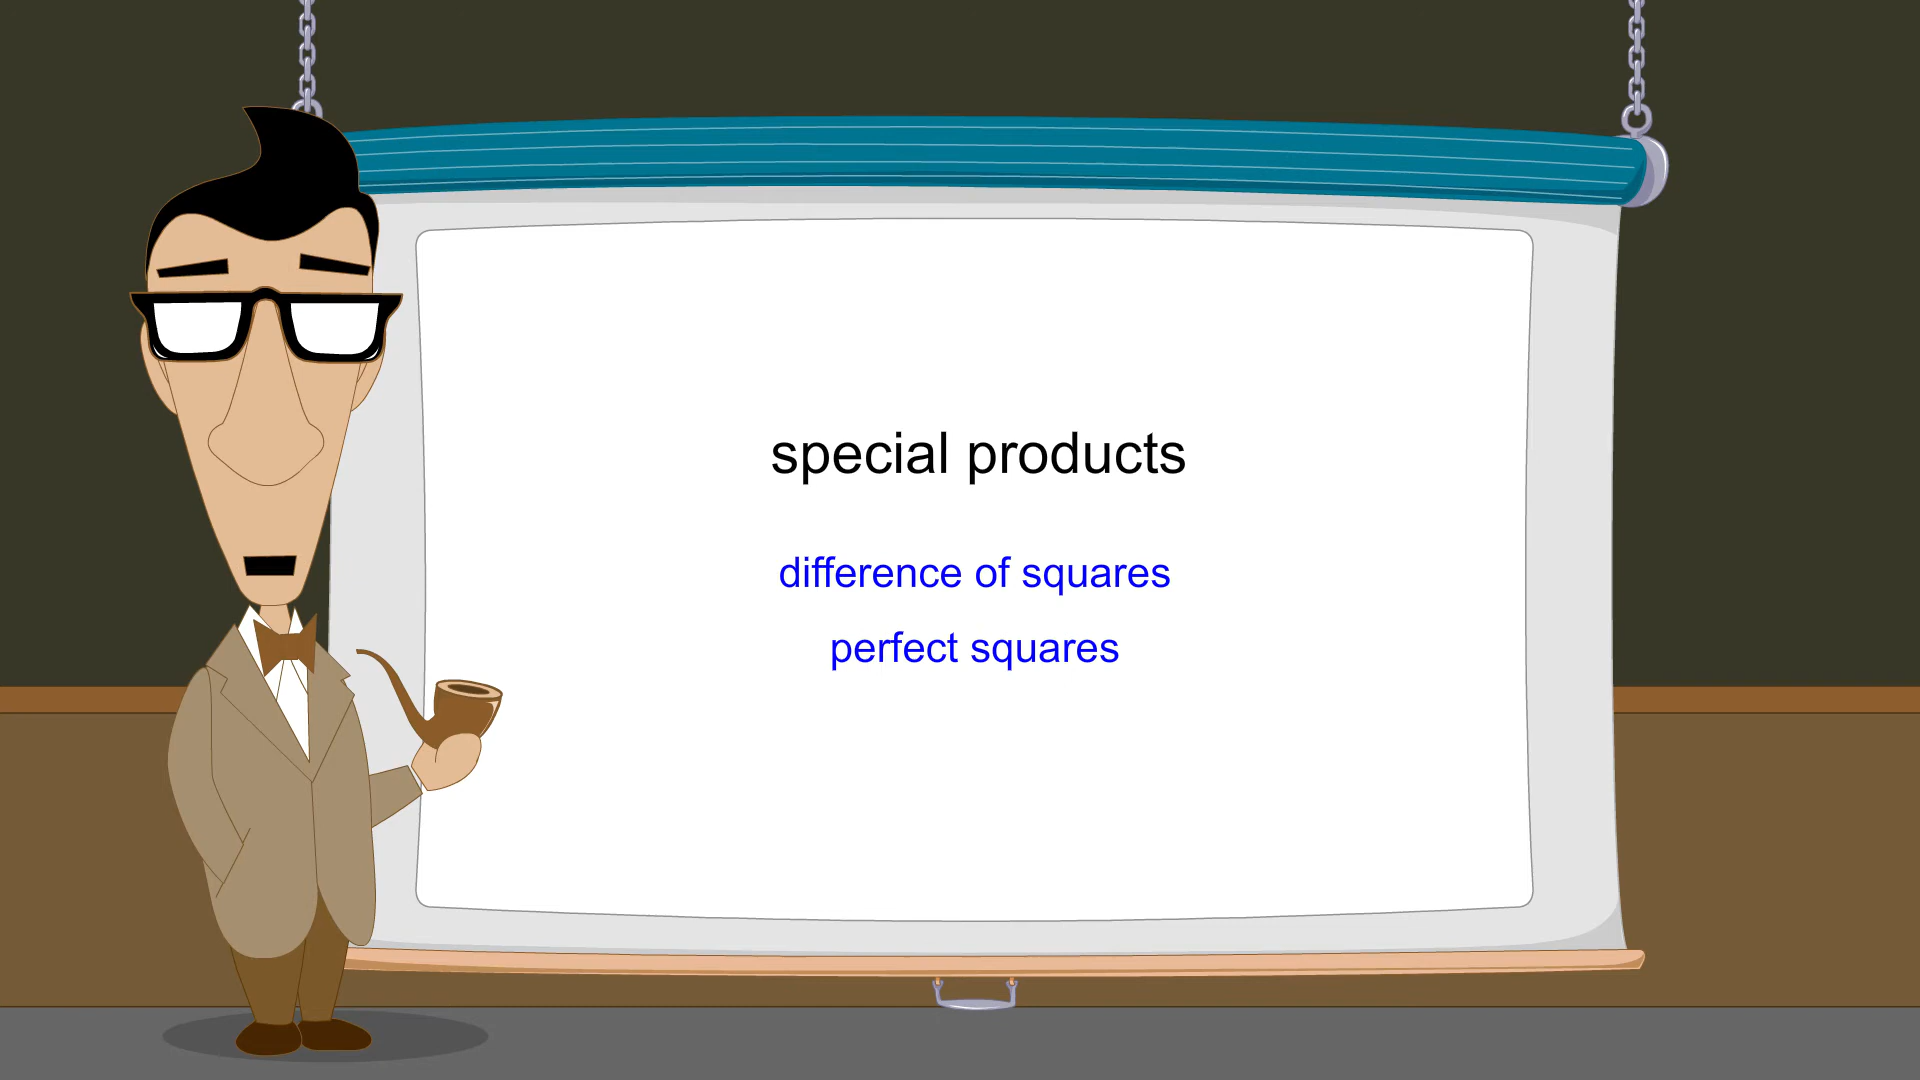 special products
difference of squares
perfect squares